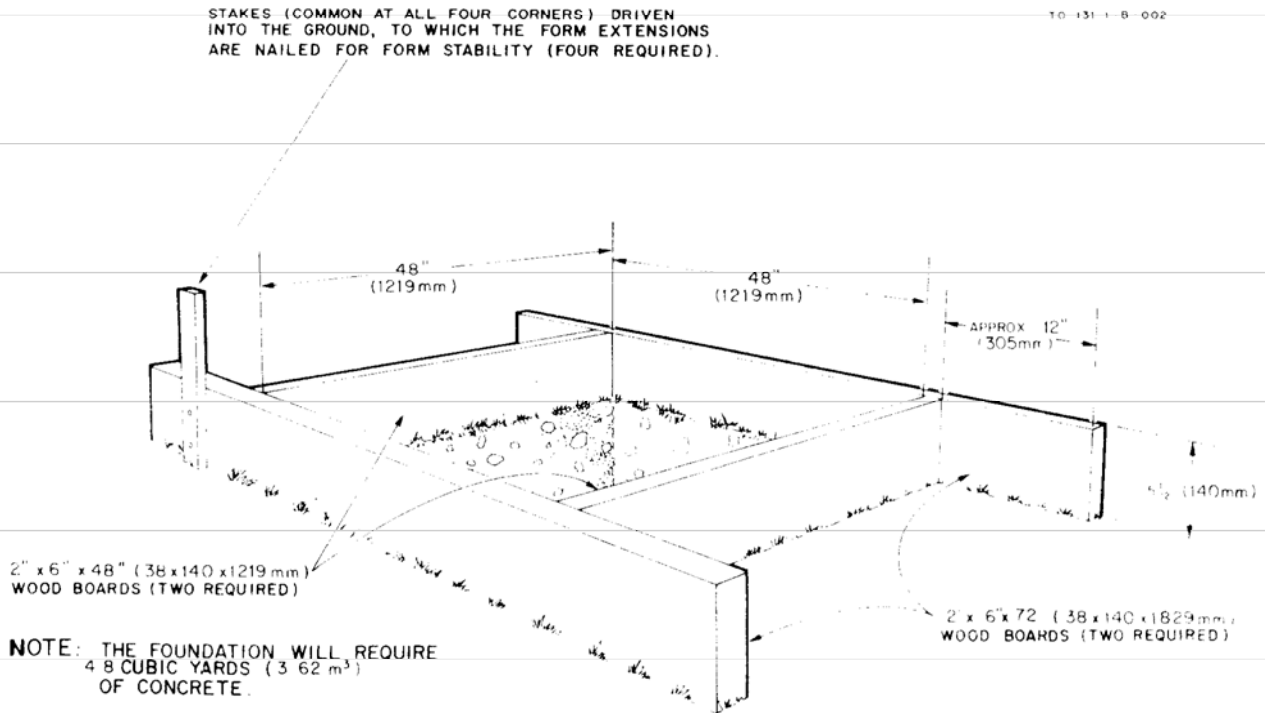 STAKES (COMMON AT ALL FOUR CORNERS) DRIVEN
INTO THE GROUND, TO WHICH THE FORM EXTENSIONS
ARE NAILED FOR FORM STABILITY (FOUR REQUIRED).
TO 131 1 B 002
48"
(1219mm)
48"
(1219mm)
APPROX 12"
(305mm)
5½ (140mm)
2" x 6" x 48" (38 x 140 x 1219 mm)
WOOD BOARDS (TWO REQUIRED)
2 x 6" x 72 (38 x 140 x 1829mm)
WOOD BOARDS (TWO REQUIRED)
NOTE: THE FOUNDATION WILL REQUIRE
4 8 CUBIC YARDS (3 62 m³)
OF CONCRETE.